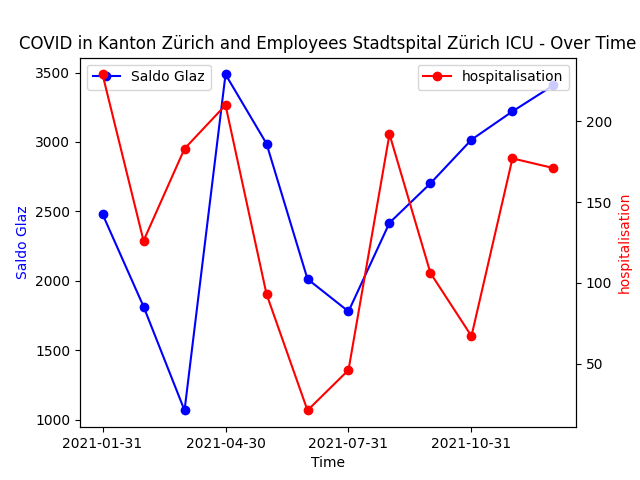 COVID in Kanton Zürich and Employees Stadtspital Zürich ICU - Over Time
Saldo Glaz
hospitalisation
3500
3000
2500
2000
1500
1000
Saldo Glaz
200
150
100
50
hospitalisation
2021-01-31
2021-04-30
2021-07-31
2021-10-31
Time